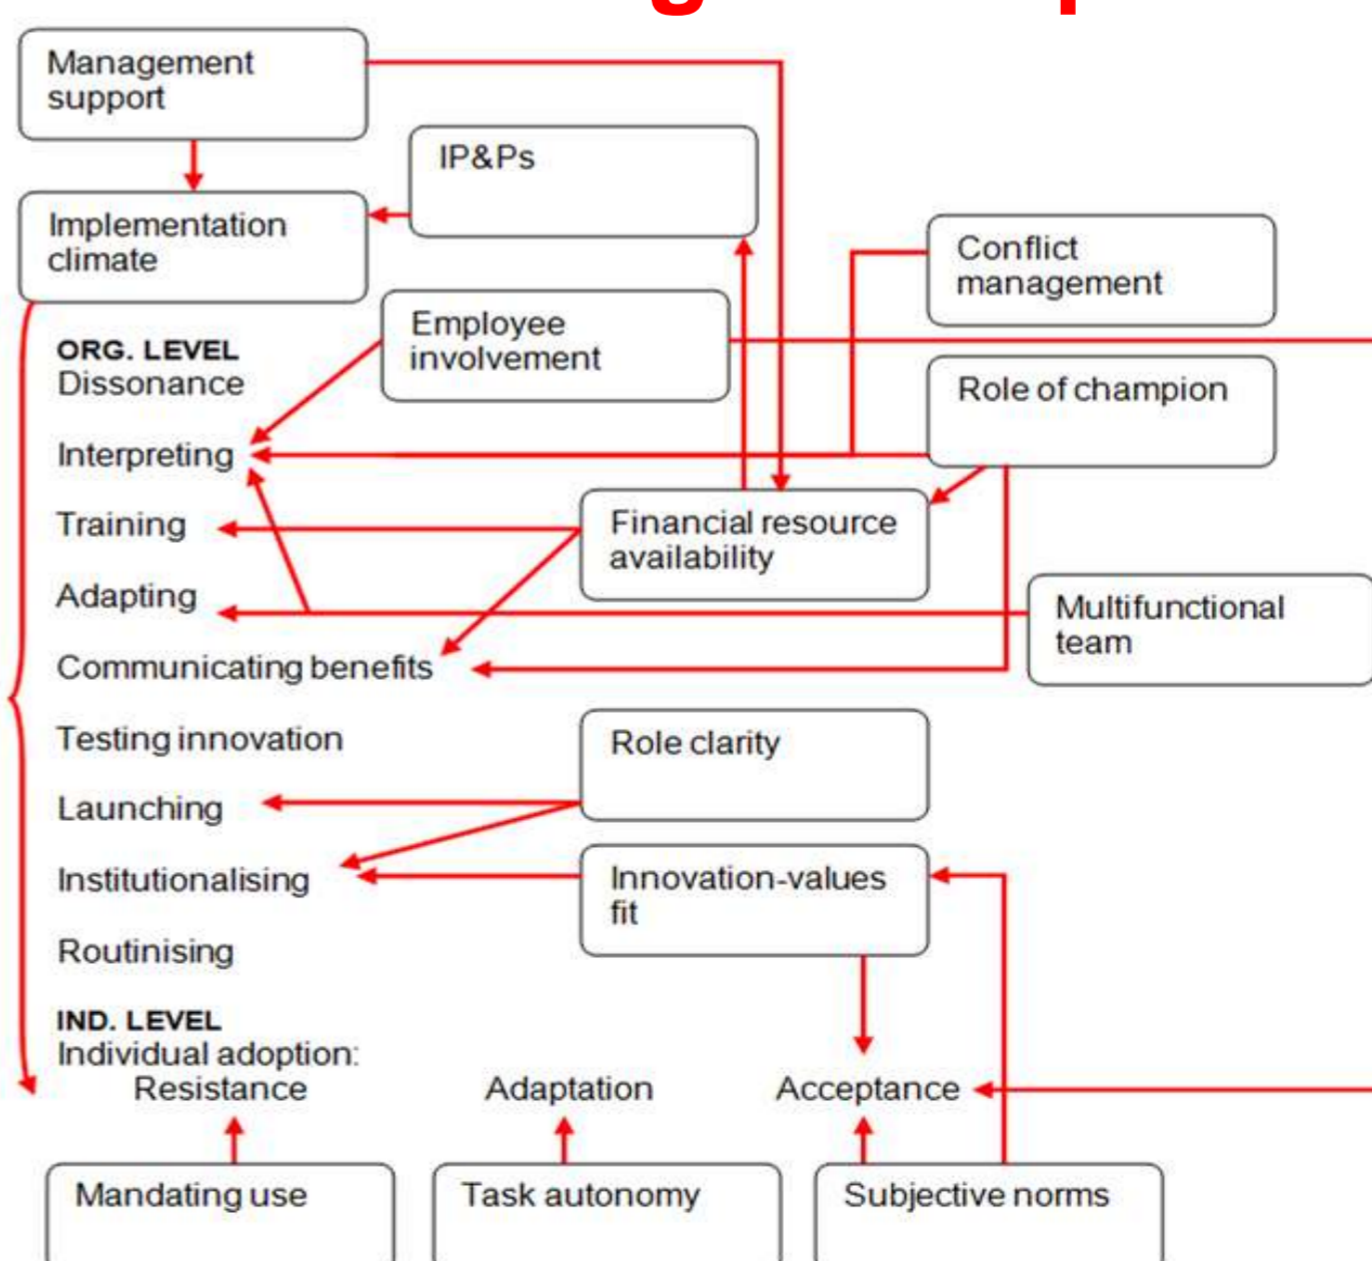 Management
support
IP&Ps
Implementation
climate
Conflict
management
Employee
involvement
ORG. LEVEL
Dissonance
Role of champion
Interpreting
Training
Financial resource
availability
Adapting
Multifunctional
team
Communicating benefits
Testing innovation
Role clarity
Launching
Institutionalising
Innovation-values
fit
Routinising
IND. LEVEL
Individual adoption:
Resistance
Adaptation
Acceptance
Mandating use
Task autonomy
Subjective norms